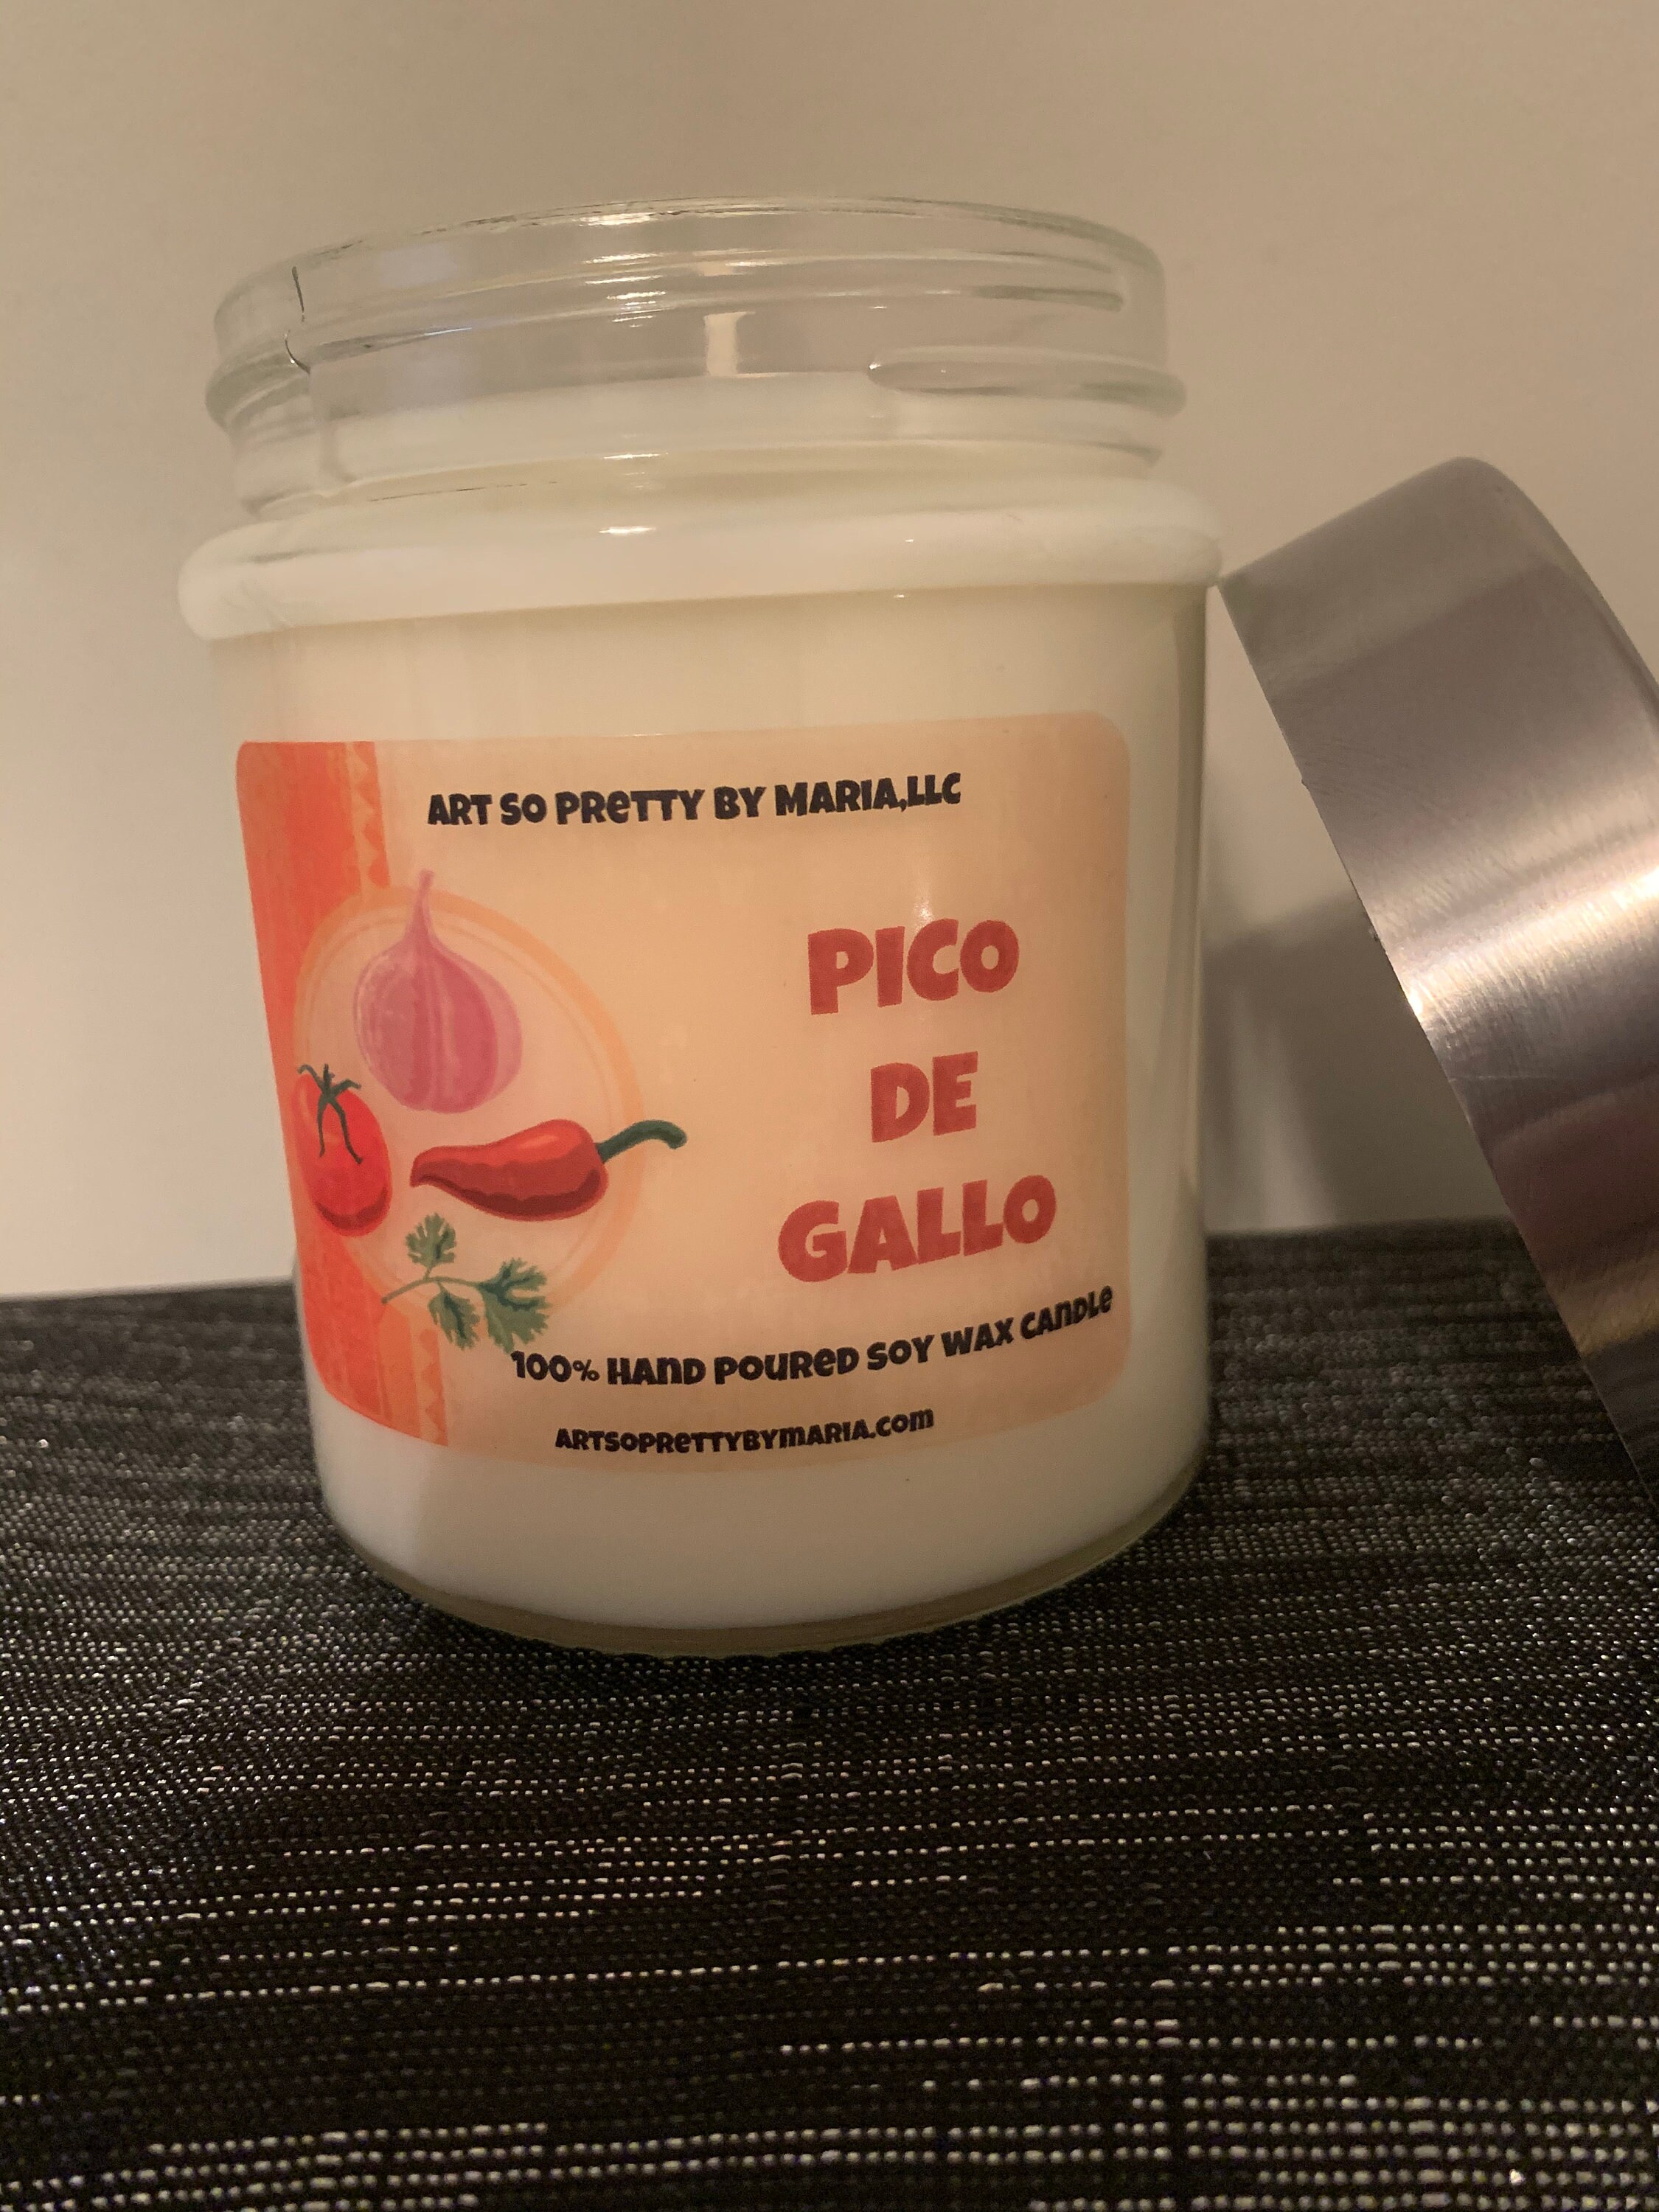 ART SO PRETTY BY MARIA,LLC
PICO
DE
GALLO
100% HAND POURED SOY WAX CANDLE
ARTSOPRETTYBYMARIA.COM